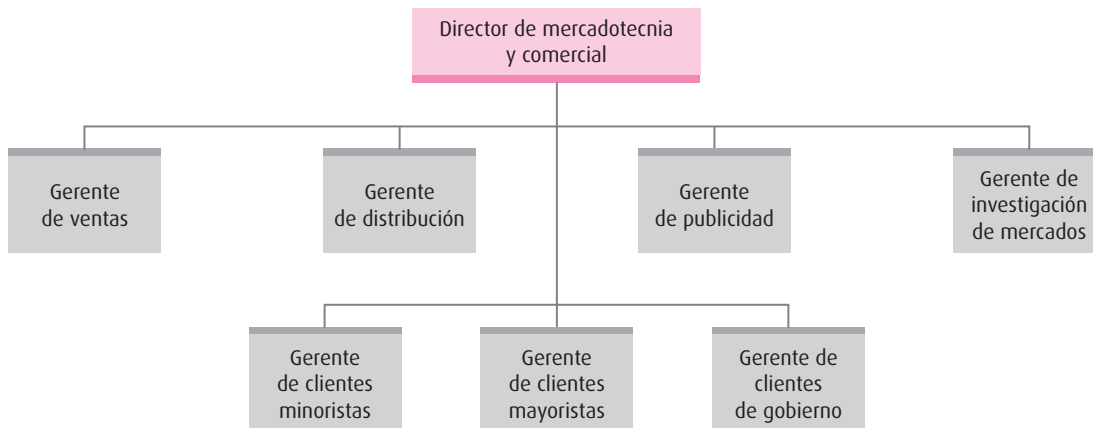 Director de mercadotecnia
y comercial
Gerente
de ventas
Gerente
de distribución
Gerente
de publicidad
Gerente de
investigación
de mercados
Gerente
de clientes
minoristas
Gerente
de clientes
mayoristas
Gerente de
clientes
de gobierno